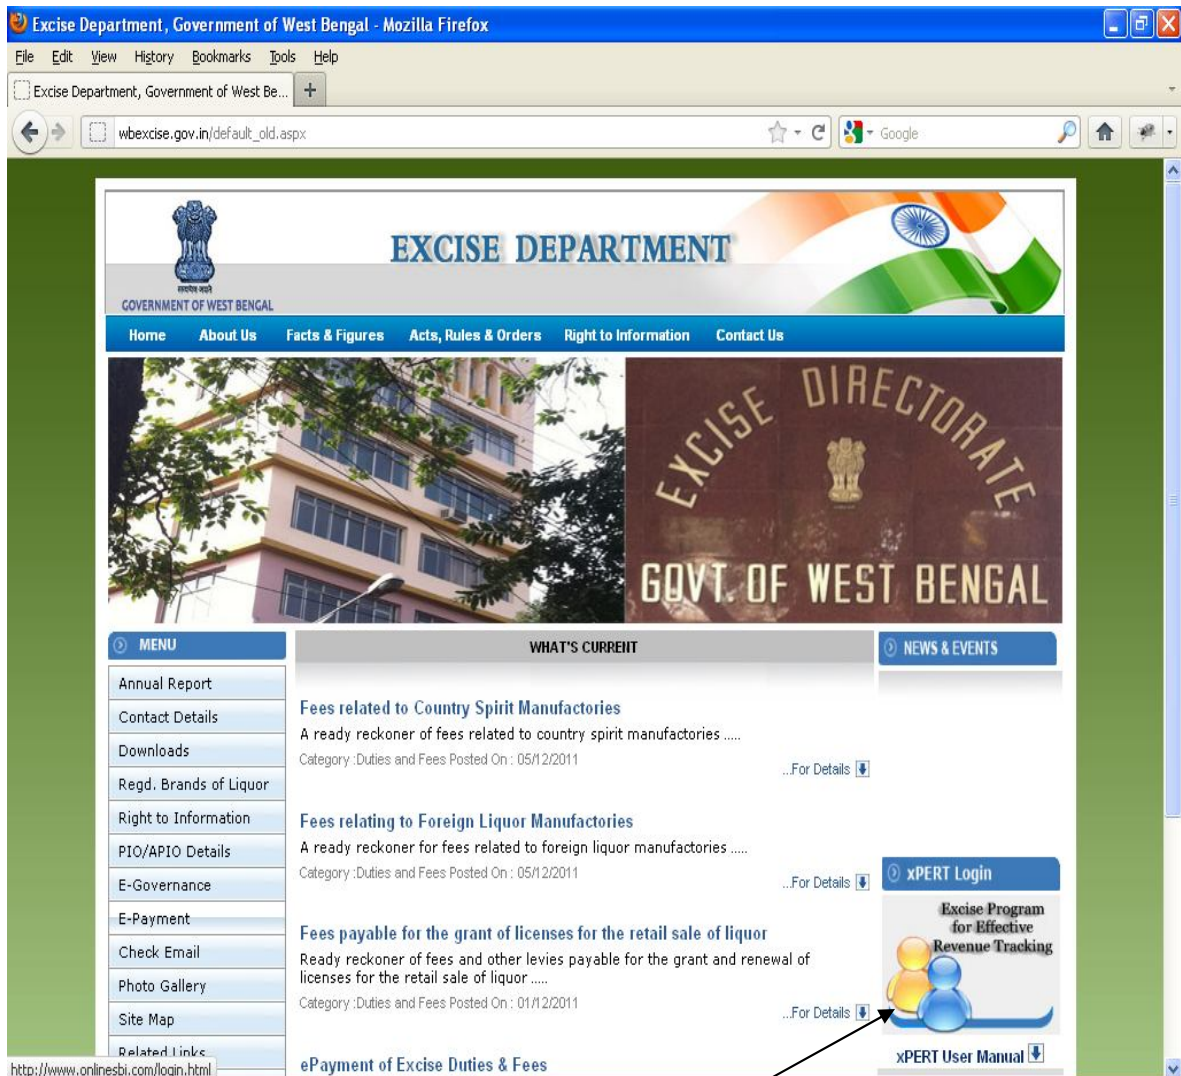 Excise Department, Government of West Bengal - Mozilla Firefox
File Edit View History Bookmarks Tools Help
Excise Department, Government of West Be...
wbexcise.gov.in/default_old.aspx
Google
EXCISE DEPARTMENT
सत्यमेव जयते
GOVERNMENT OF WEST BENGAL
Home About Us Facts & Figures Acts, Rules & Orders Right to Information Contact Us
EXCISE DIRECTORATE
GOVT. OF WEST BENGAL
MENU
Annual Report
Contact Details
Downloads
Regd. Brands of Liquor
Right to Information
PIO/APIO Details
E-Governance
E-Payment
Check Email
Photo Gallery
Site Map
Related Links
WHAT'S CURRENT
Fees related to Country Spirit Manufactories
A ready reckoner of fees related to country spirit manufactories .....
Category :Duties and Fees Posted On : 05/12/2011
...For Details
Fees relating to Foreign Liquor Manufactories
A ready reckoner for fees related to foreign liquor manufactories .....
Category :Duties and Fees Posted On : 05/12/2011
...For Details
Fees payable for the grant of licenses for the retail sale of liquor
Ready reckoner of fees and other levies payable for the grant and renewal of
licenses for the retail sale of liquor .....
Category :Duties and Fees Posted On : 01/12/2011
...For Details
ePayment of Excise Duties & Fees
NEWS & EVENTS
xPERT Login
Excise Program
for Effective
Revenue Tracking
xPERT User Manual
http://www.onlinesbi.com/login.html